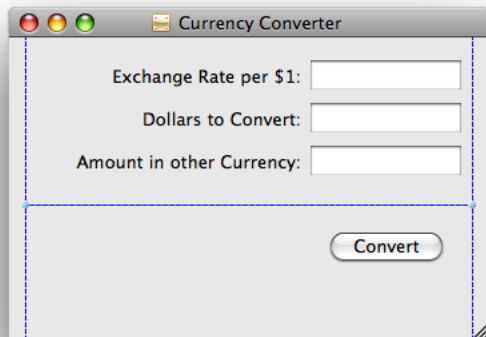 Currency Converter
Exchange Rate per $1:
Dollars to Convert:
Amount in other Currency:
Convert